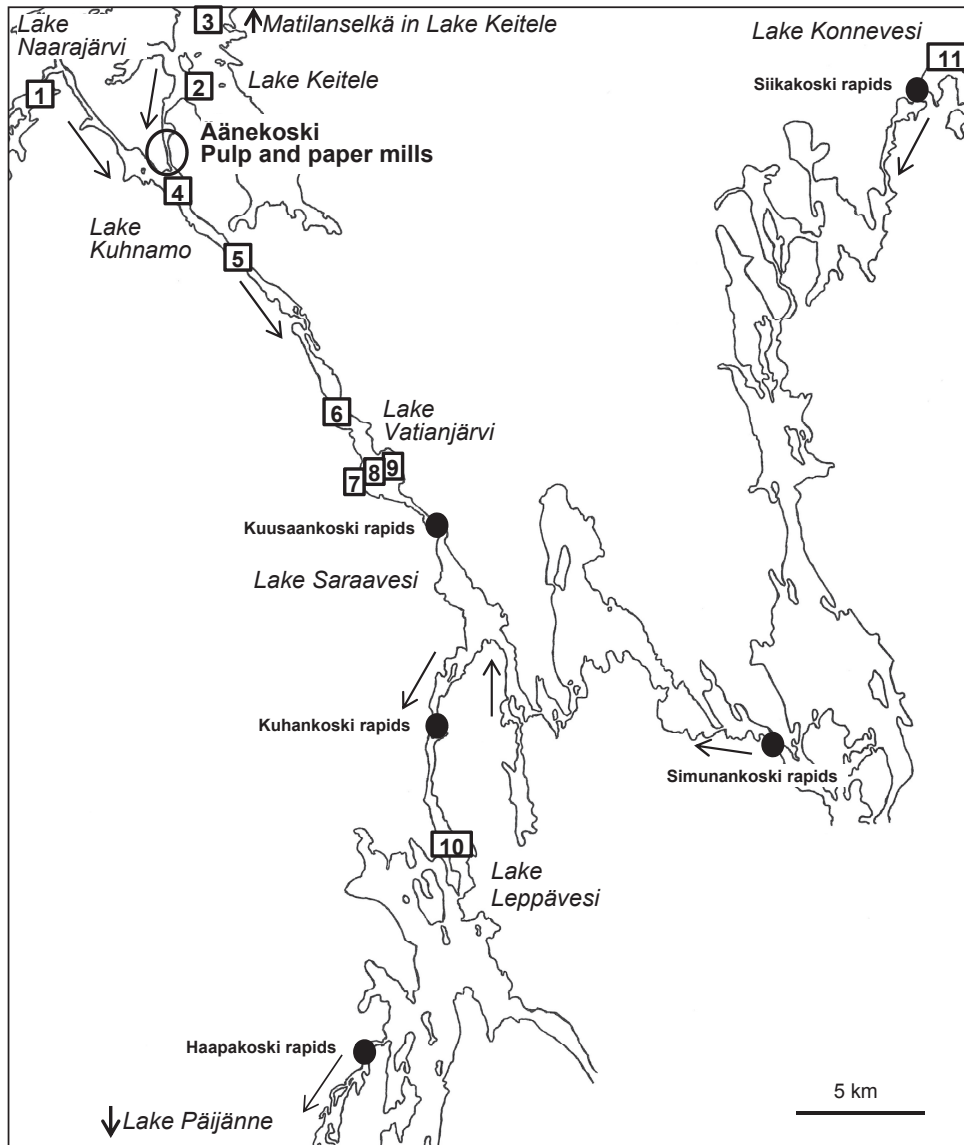 3
Matilanselkä in Lake Keitele
Lake
Naarajärvi
Lake Konnevesi
11
1
2
Lake Keitele
Siikakoski rapids
Äänekoski
Pulp and paper mills
4
Lake
Kuhnamo
5
6
Lake
Vatianjärvi
7
8
9
Kuusaankoski rapids
Lake Saraavesi
Kuhankoski rapids
Simunankoski rapids
10
Lake
Leppävesi
Haapakoski rapids
5 km
Lake Päijänne